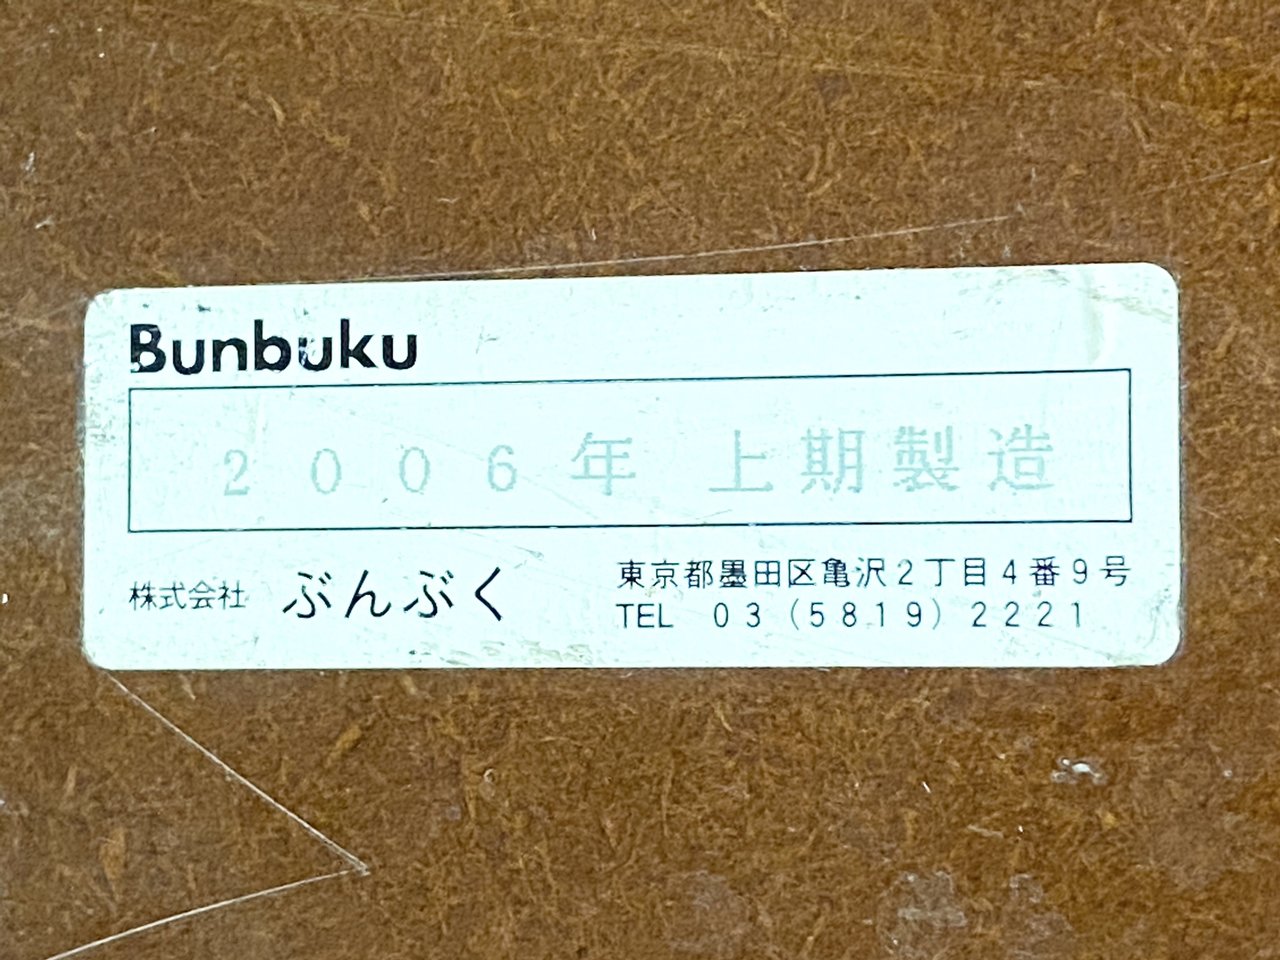 Bunbuku
２００６年 上期製造
株式会社 ぶんぶく
東京都墨田区亀沢２丁目４番９号
TEL ０３（５８１９）２２２１